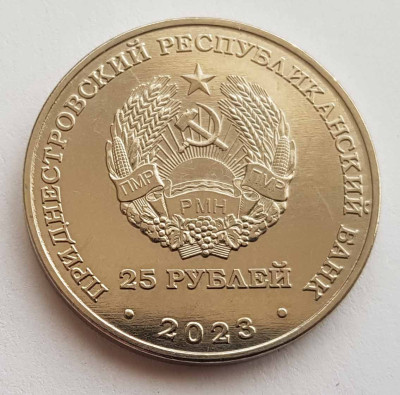 ПРИДНЕСТРОВСКИЙ РЕСПУБЛИКАНСКИЙ БАНК
ПМР РМН ПМР
25 РУБЛЕЙ
• 2023 •